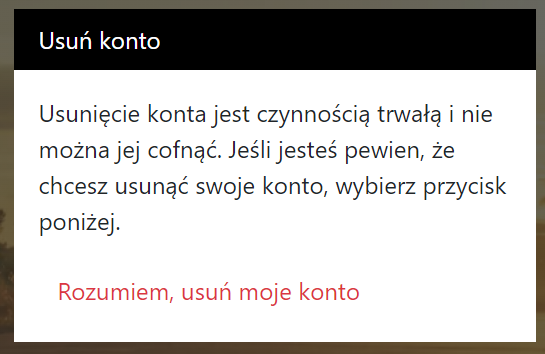 Usuń konto
Usunięcie konta jest czynnością trwałą i nie
można jej cofnąć. Jeśli jesteś pewien, że
chcesz usunąć swoje konto, wybierz przycisk
poniżej.
Rozumiem, usuń moje konto